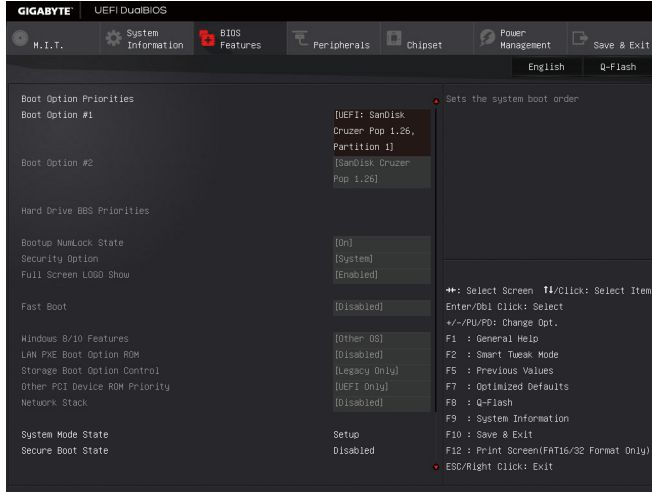 GIGABYTE™ UEFI DualBIOS
M.I.T. System Information BIOS Features Peripherals Chipset Power Management Save & Exit
English Q-Flash
Boot Option Priorities
Boot Option #1 [UEFI: SanDisk
Cruzer Pop 1.26,
Partition 1]
Boot Option #2 [SanDisk Cruzer
Pop 1.26]
Hard Drive BBS Priorities
Bootup NumLock State [On]
Security Option [System]
Full Screen LOGO Show [Enabled]
Fast Boot [Disabled]
Windows 8/10 Features [Other OS]
LAN PXE Boot Option ROM [Disabled]
Storage Boot Option Control [Legacy Only]
Other PCI Device ROM Priority [UEFI Only]
Network Stack [Disabled]
System Mode State Setup
Secure Boot State Disabled
Sets the system boot order
→←: Select Screen ↑↓/Click: Select Item
Enter/Dbl Click: Select
+/-/PU/PD: Change Opt.
F1 : General Help
F2 : Smart Tweak Mode
F5 : Previous Values
F7 : Optimized Defaults
F8 : Q-Flash
F9 : System Information
F10 : Save & Exit
F12 : Print Screen(FAT16/32 Format Only)
ESC/Right Click: Exit